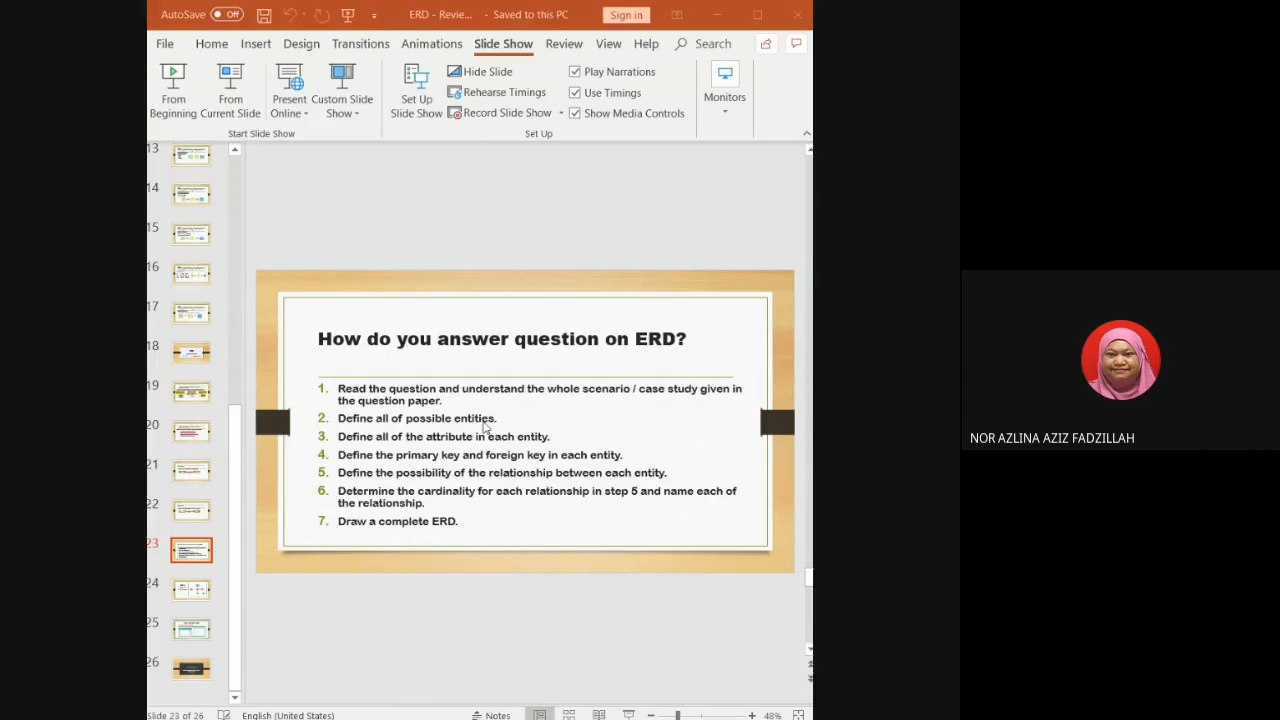 AutoSave Off ERD - Revie... - Saved to this PC Sign in
File Home Insert Design Transitions Animations Slide Show Review View Help Search
From Beginning
From Current Slide
Present Online
Custom Slide Show
Start Slide Show
Set Up Slide Show
Hide Slide
Rehearse Timings
Record Slide Show
Play Narrations
Use Timings
Show Media Controls
Set Up
Monitors
13
14
15
16
17
18
19
20
21
22
23
24
25
26
How do you answer question on ERD?
1. Read the question and understand the whole scenario / case study given in
the question paper.
2. Define all of possible entities.
3. Define all of the attribute in each entity.
4. Define the primary key and foreign key in each entity.
5. Define the possibility of the relationship between each entity.
6. Determine the cardinality for each relationship in step 5 and name each of
the relationship.
7. Draw a complete ERD.
NOR AZLINA AZIZ FADZILLAH
Slide 23 of 26 English (United States) Notes 48%